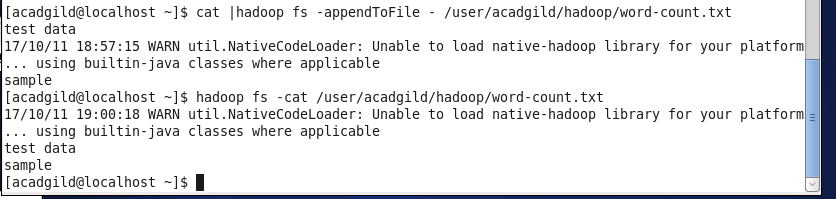 [acadgild@localhost ~]$ cat |hadoop fs -appendToFile - /user/acadgild/hadoop/word-count.txt
test data
17/10/11 18:57:15 WARN util.NativeCodeLoader: Unable to load native-hadoop library for your platform
... using builtin-java classes where applicable
sample
[acadgild@localhost ~]$ hadoop fs -cat /user/acadgild/hadoop/word-count.txt
17/10/11 19:00:18 WARN util.NativeCodeLoader: Unable to load native-hadoop library for your platform
... using builtin-java classes where applicable
test data
sample
[acadgild@localhost ~]$